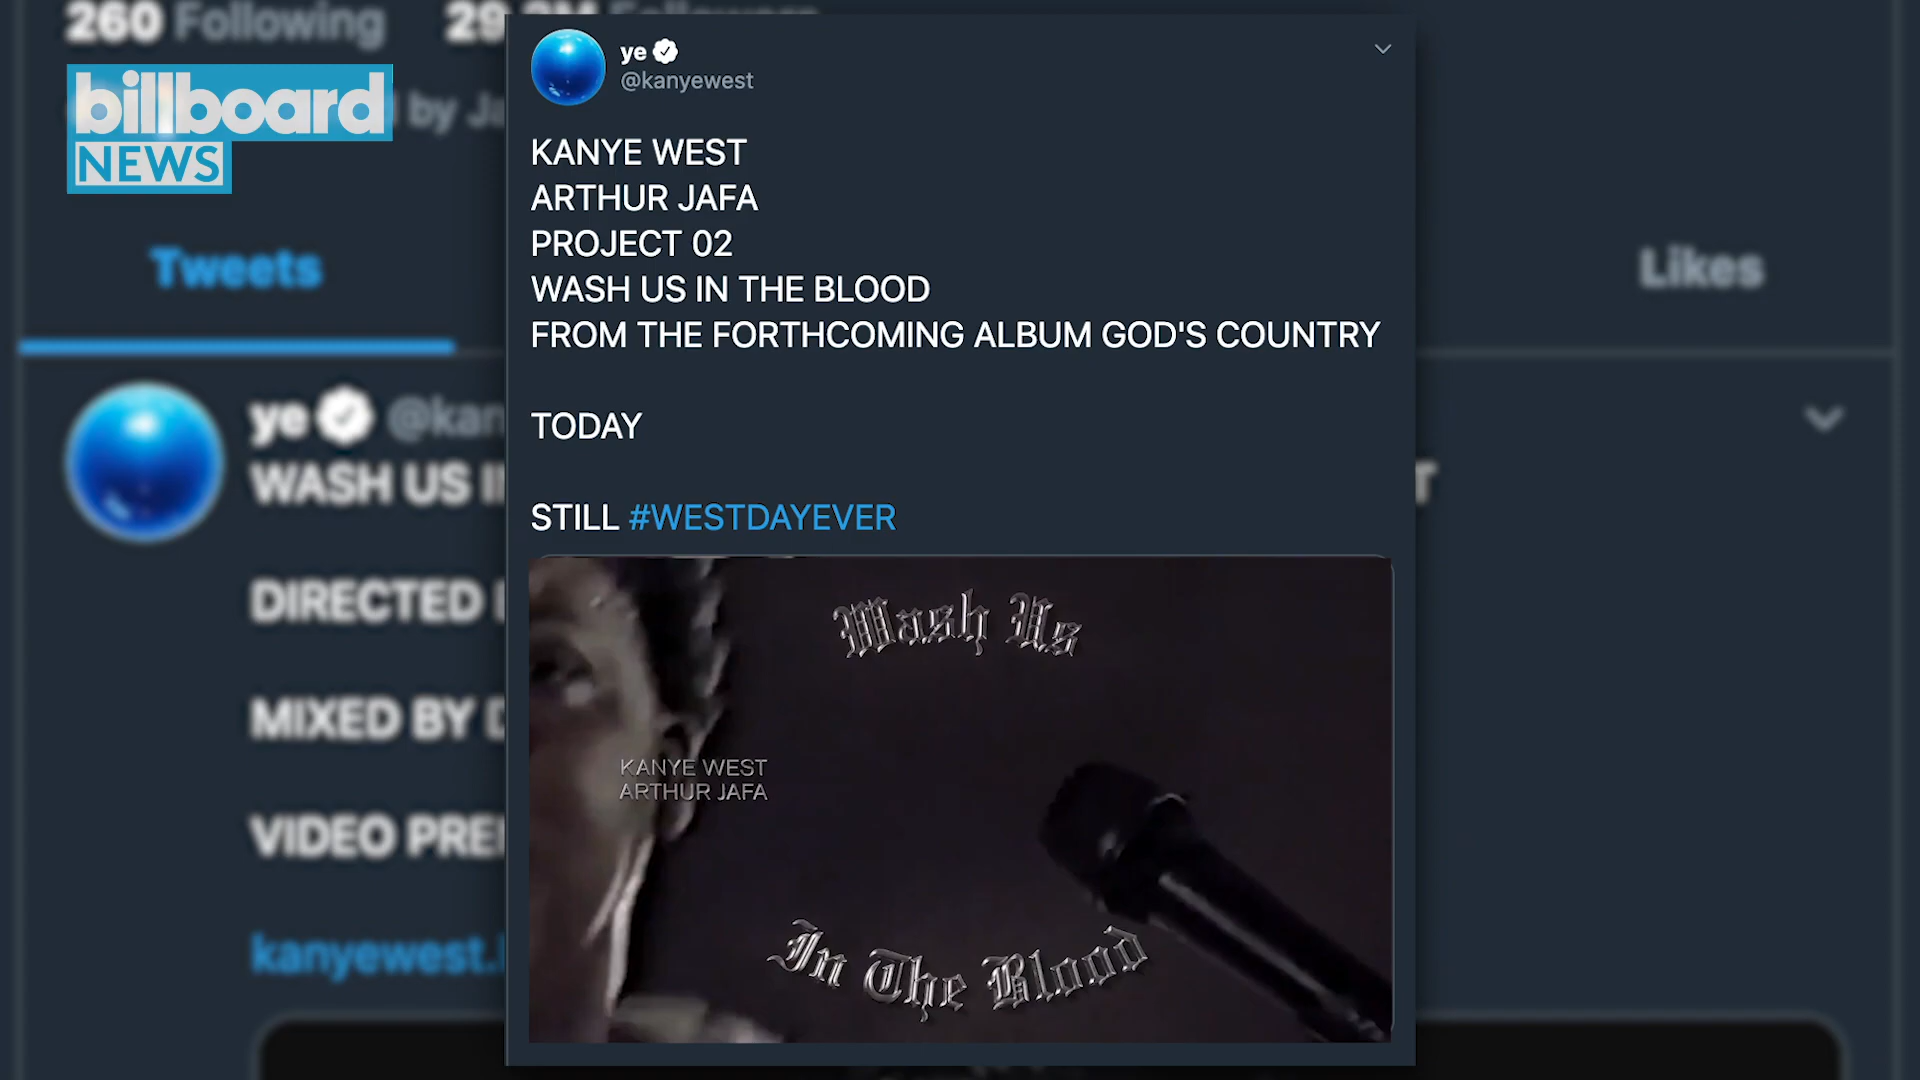 260 Following
billboard
NEWS
by
Tweets
Likes
ye @kan
WASH US
DIRECTED
MIXED BY
VIDEO
ye
@kanyewest
KANYE WEST
ARTHUR JAFA
PROJECT 02
WASH US IN THE BLOOD
FROM THE FORTHCOMING ALBUM GOD'S COUNTRY
TODAY
STILL #WESTDAYEVER
Wash Us
KANYE WEST
ARTHUR JAFA
In The Blood